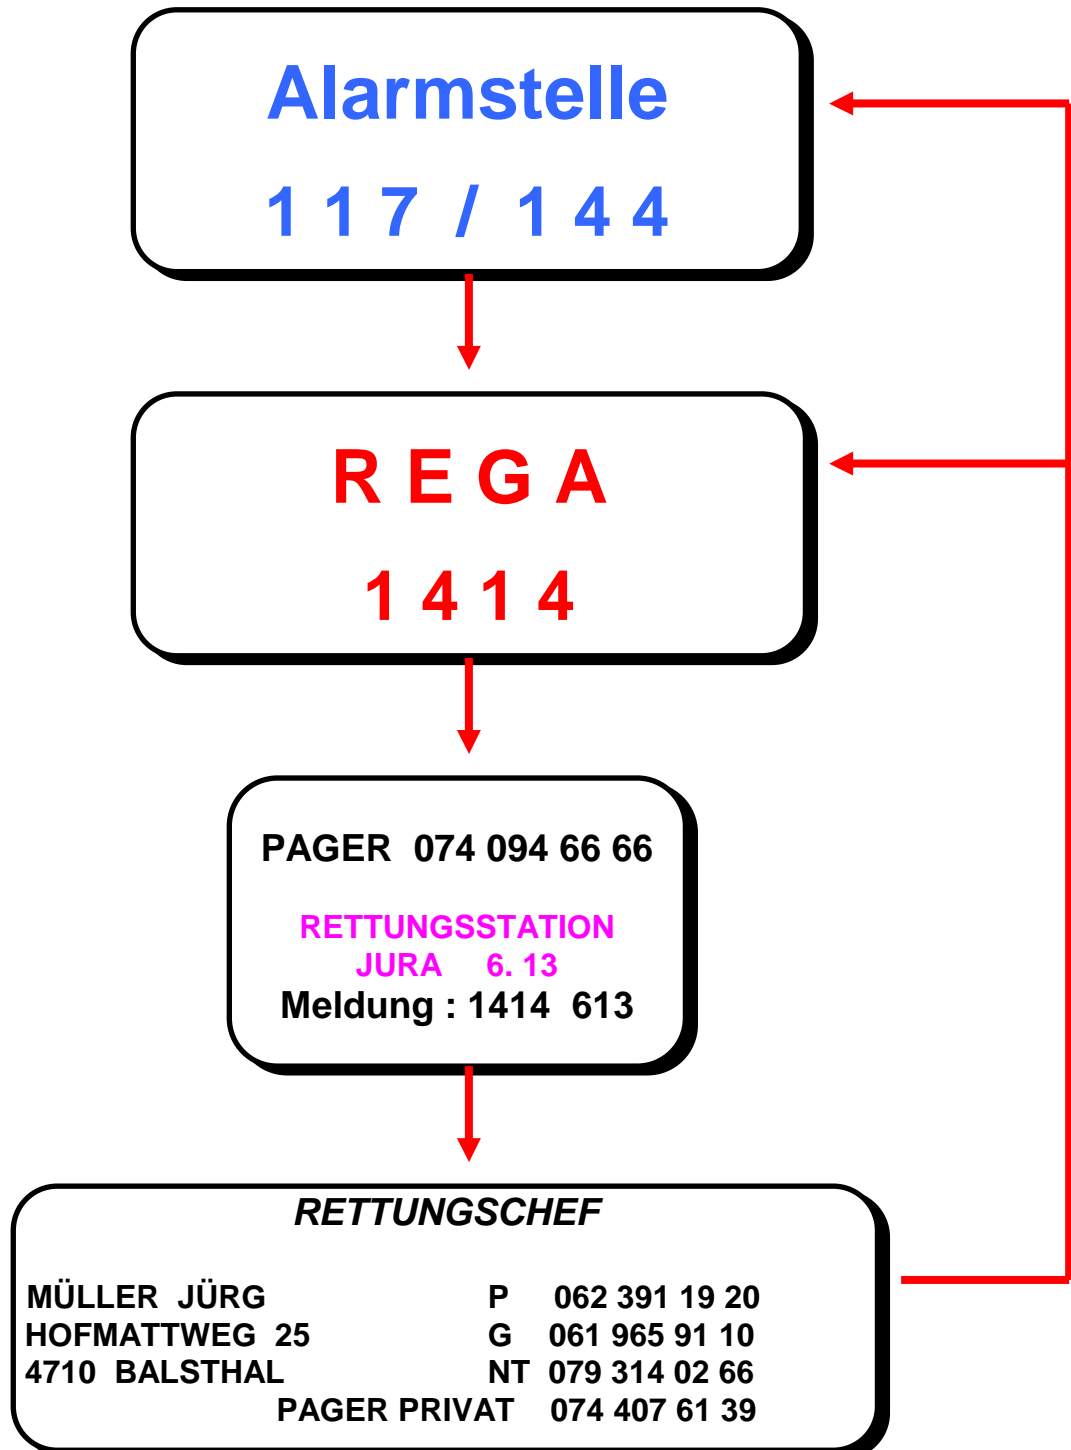 Alarmstelle
1 1 7 / 1 4 4
R E G A
1 4 1 4
PAGER 074 094 66 66
RETTUNGSSTATION
JURA 6. 13
Meldung : 1414 613
RETTUNGSCHEF
MÜLLER JÜRG P 062 391 19 20
HOFMATTWEG 25 G 061 965 91 10
4710 BALSTHAL NT 079 314 02 66
PAGER PRIVAT 074 407 61 39